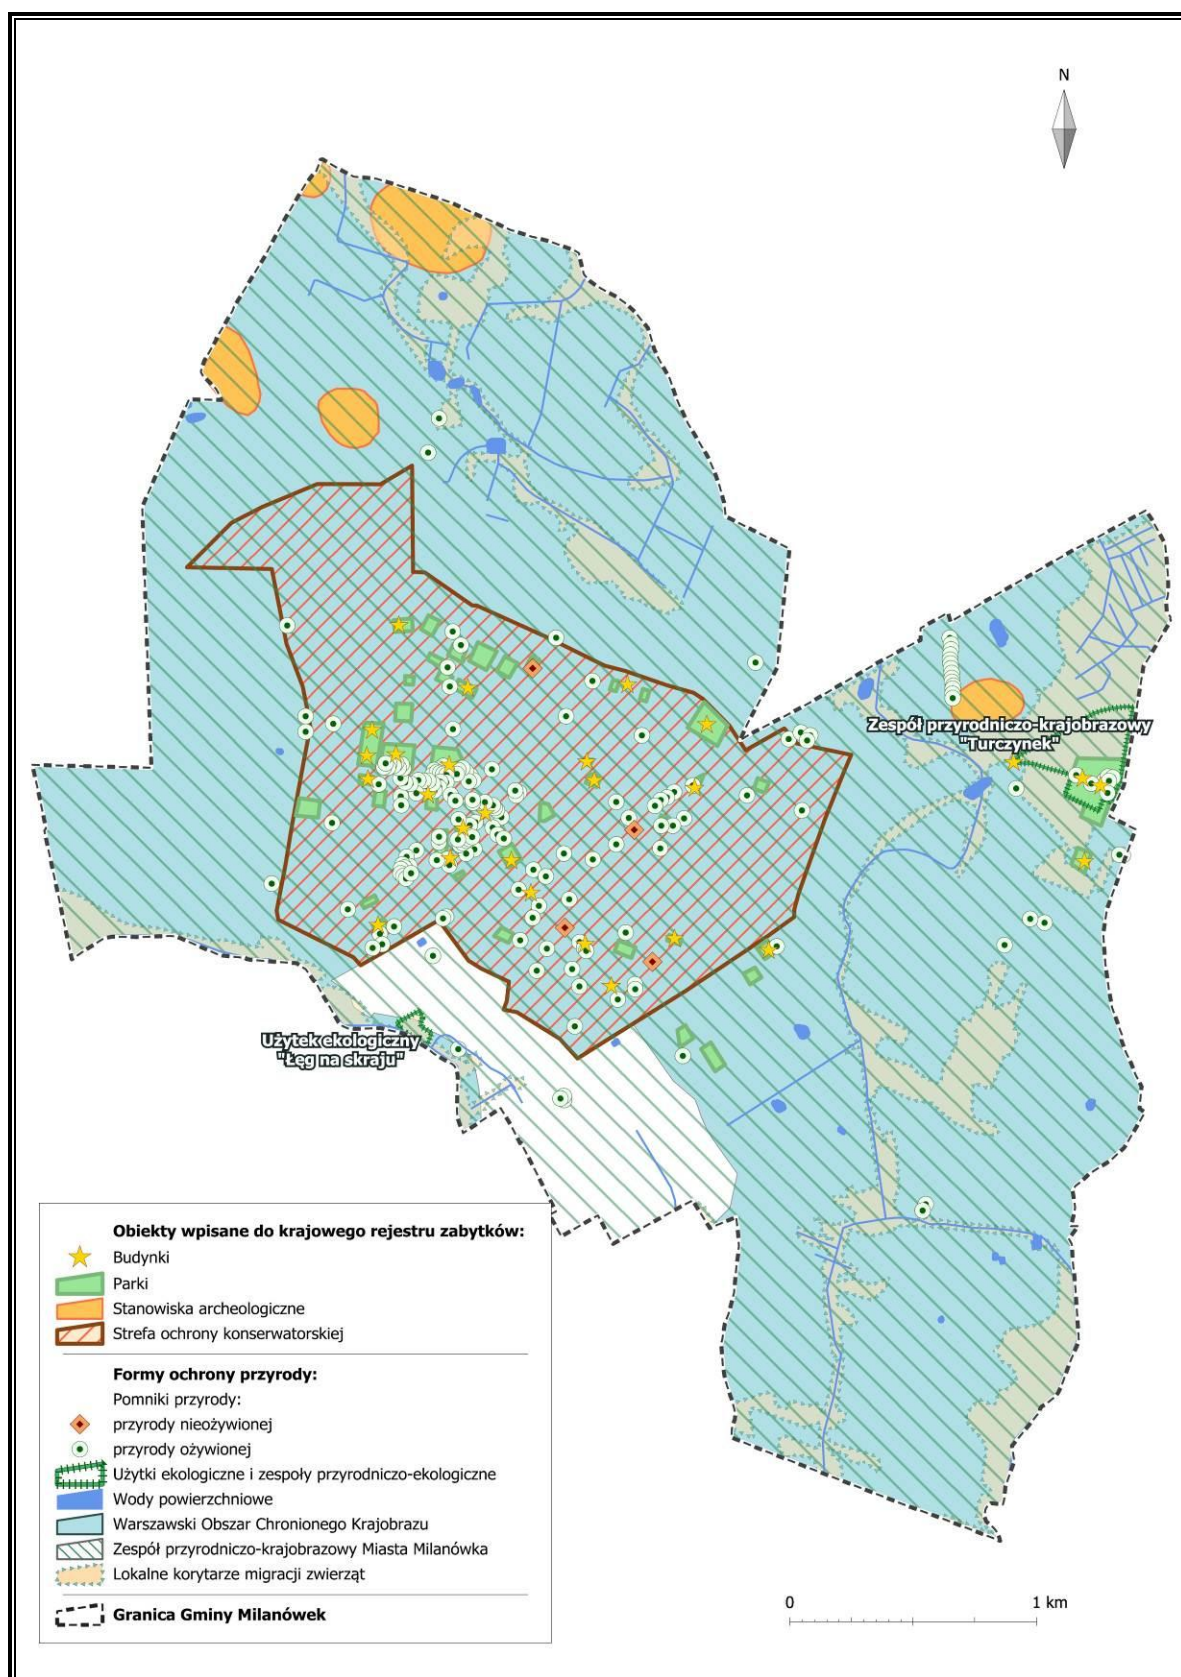 N
Zespół przyrodniczo-krajobrazowy
"Turczynek"
Użytek ekologiczny
"Łęg na skraju"
Obiekty wpisane do krajowego rejestru zabytków:
Budynki
Parki
Stanowiska archeologiczne
Strefa ochrony konserwatorskiej
Formy ochrony przyrody:
Pomniki przyrody:
przyrody nieożywionej
przyrody ożywionej
Użytki ekologiczne i zespoły przyrodniczo-ekologiczne
Wody powierzchniowe
Warszawski Obszar Chronionego Krajobrazu
Zespół przyrodniczo-krajobrazowy Miasta Milanówka
Lokalne korytarze migracji zwierząt
Granica Gminy Milanówek
0 1 km